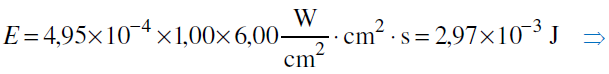 E = 4,95×10⁻⁴ ×1,00×6,00 W/cm² · cm² · s = 2,97×10⁻³ J ⇒